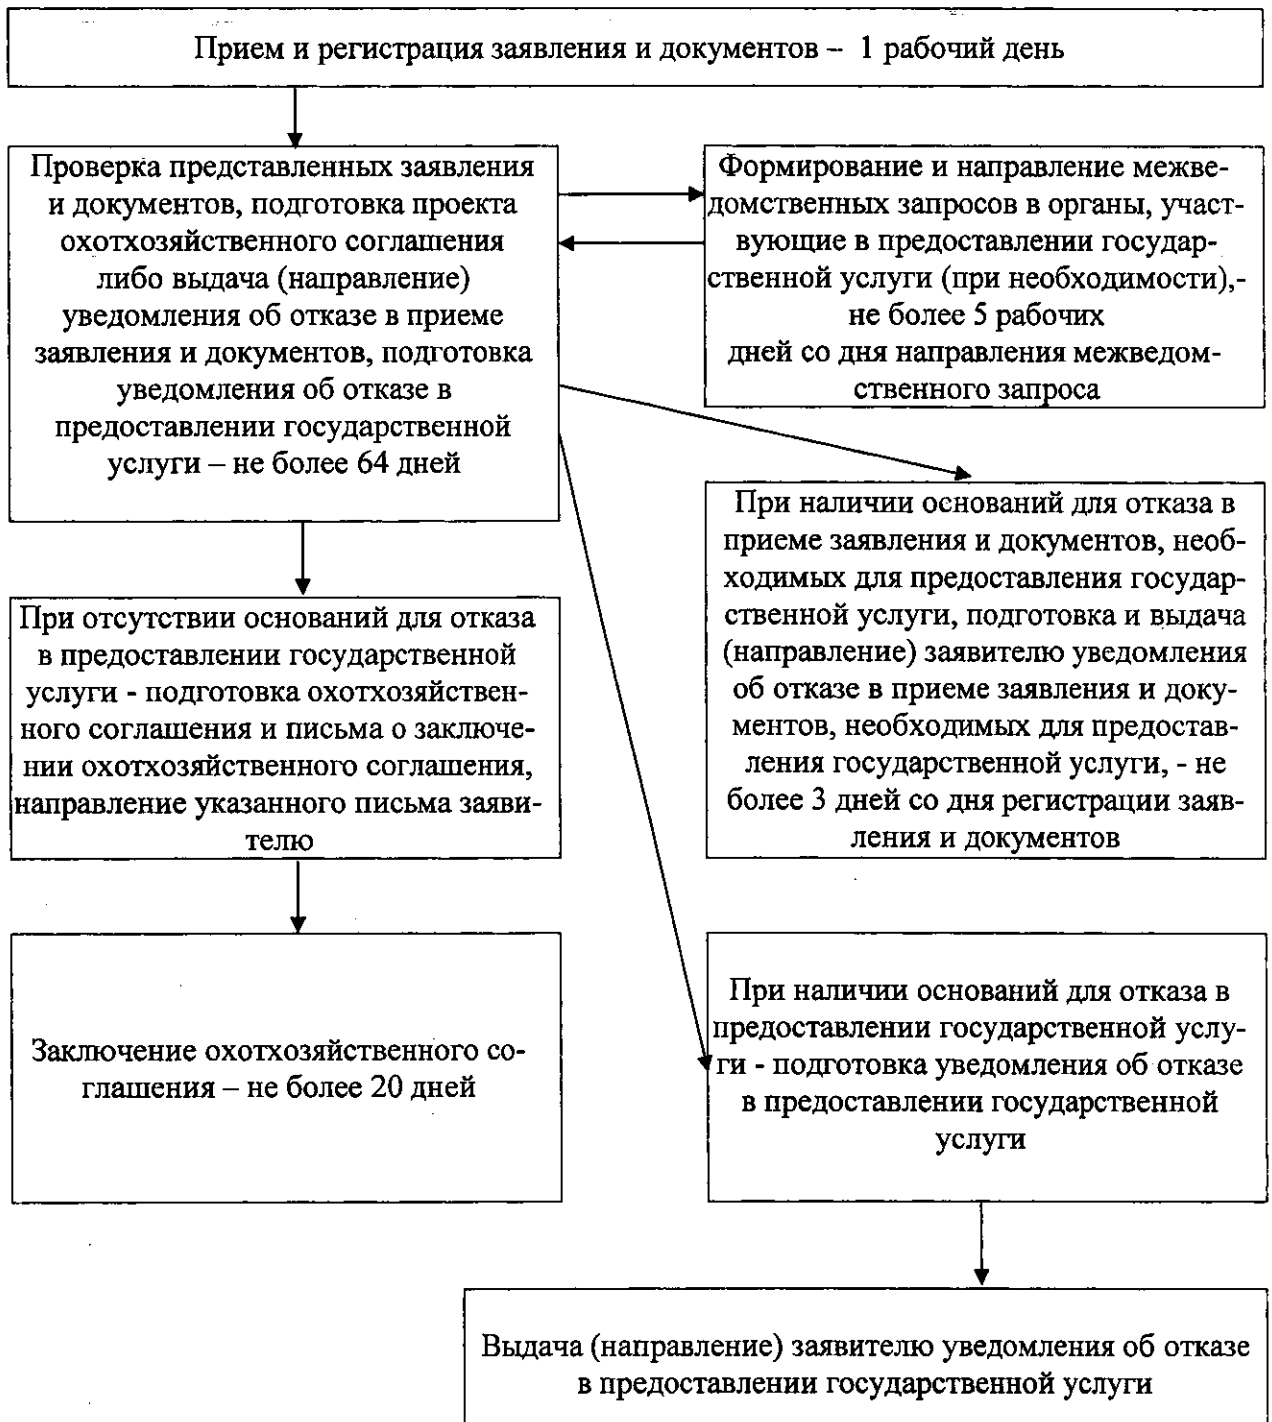 Прием и регистрация заявления и документов – 1 рабочий день
Проверка представленных заявления
и документов, подготовка проекта
охотхозяйственного соглашения
либо выдача (направление)
уведомления об отказе в приеме
заявления и документов, подготовка
уведомления об отказе в
предоставлении государственной
услуги – не более 64 дней
Формирование и направление межве-
домственных запросов в органы, участ-
вующие в предоставлении государ-
ственной услуги (при необходимости),-
не более 5 рабочих
дней со дня направления межведом-
ственного запроса
При наличии оснований для отказа в
приеме заявления и документов, необ-
ходимых для предоставления государ-
ственной услуги, подготовка и выдача
(направление) заявителю уведомления
об отказе в приеме заявления и доку-
ментов, необходимых для предостав-
ления государственной услуги, - не
более 3 дней со дня регистрации заяв-
ления и документов
При отсутствии оснований для отказа
в предоставлении государственной
услуги - подготовка охотхозяйствен-
ного соглашения и письма о заключе-
нии охотхозяйственного соглашения,
направление указанного письма заяви-
телю
Заключение охотхозяйственного со-
глашения – не более 20 дней
При наличии оснований для отказа в
предоставлении государственной услу-
ги - подготовка уведомления об отказе
в предоставлении государственной
услуги
Выдача (направление) заявителю уведомления об отказе
в предоставлении государственной услуги